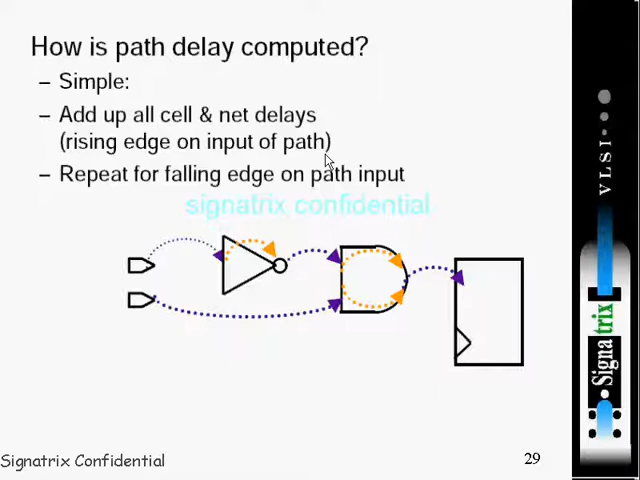 How is path delay computed?
– Simple:
– Add up all cell & net delays
(rising edge on input of path)
– Repeat for falling edge on path input
signatrix confidential
VLSI
Signatrix
Signatrix Confidential
29